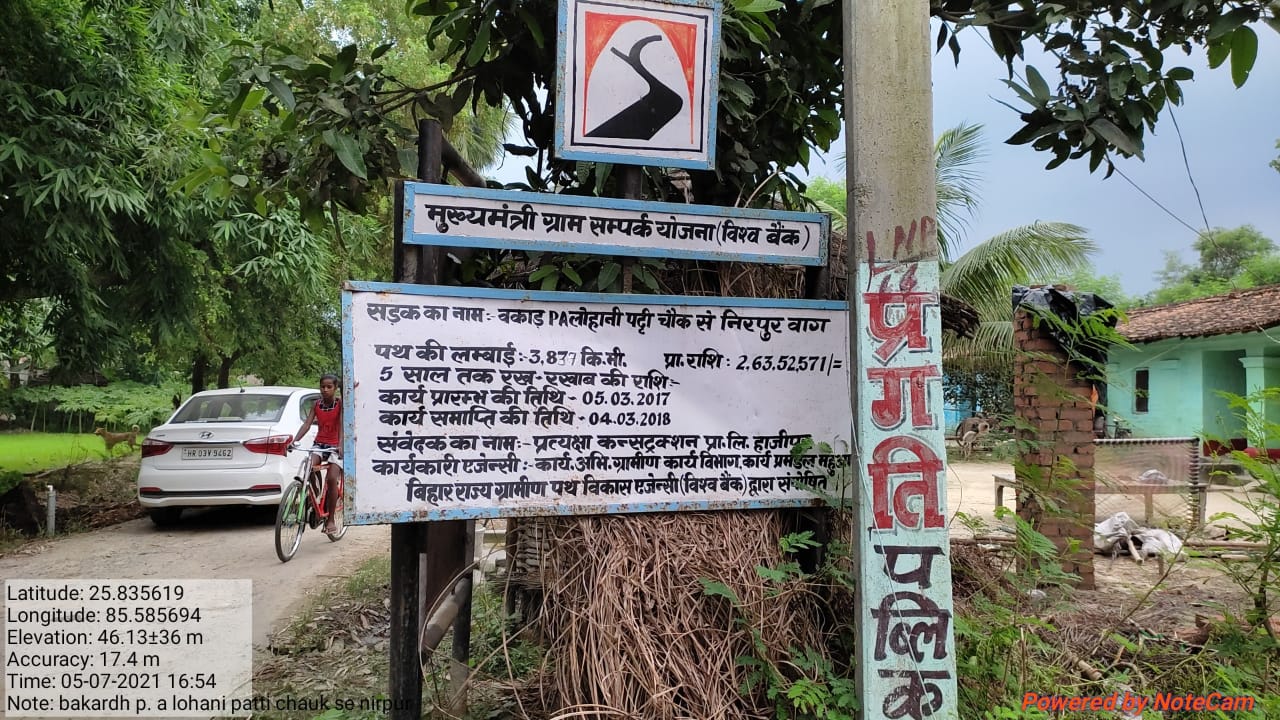 मुख्यमंत्री ग्राम सम्पर्क योजना (विश्व बैंक)
सड़क का नाम :- बकाड़ PA लोहानी पट्टी चौक से निरपुर बाग
पथ की लम्बाई :- 3.837 कि.मी. प्रा. राशि : 2,63,52,571/=
5 साल तक रख-रखाब की राशि :-
कार्य प्रारम्भ की तिथि - 05.03.2017
कार्य समाप्ति की तिथि - 04.03.2018
संवेदक का नाम :- प्रत्यक्षा कन्सट्रक्शन प्रा.लि. हाजीपुर
कार्यकारी एजेन्सी :- कार्य. अभि. ग्रामीण कार्य विभाग, कार्य प्रमंडल महुआ
बिहार राज्य ग्रामीण पथ विकास एजेन्सी (विश्व बैंक) द्वारा संपोषित
प्रगति
पब्लिक
HR 03V 9462
Latitude: 25.835619
Longitude: 85.585694
Elevation: 46.13±36 m
Accuracy: 17.4 m
Time: 05-07-2021 16:54
Note: bakardh p. a lohani patti chauk se nirpur
Powered by NoteCam